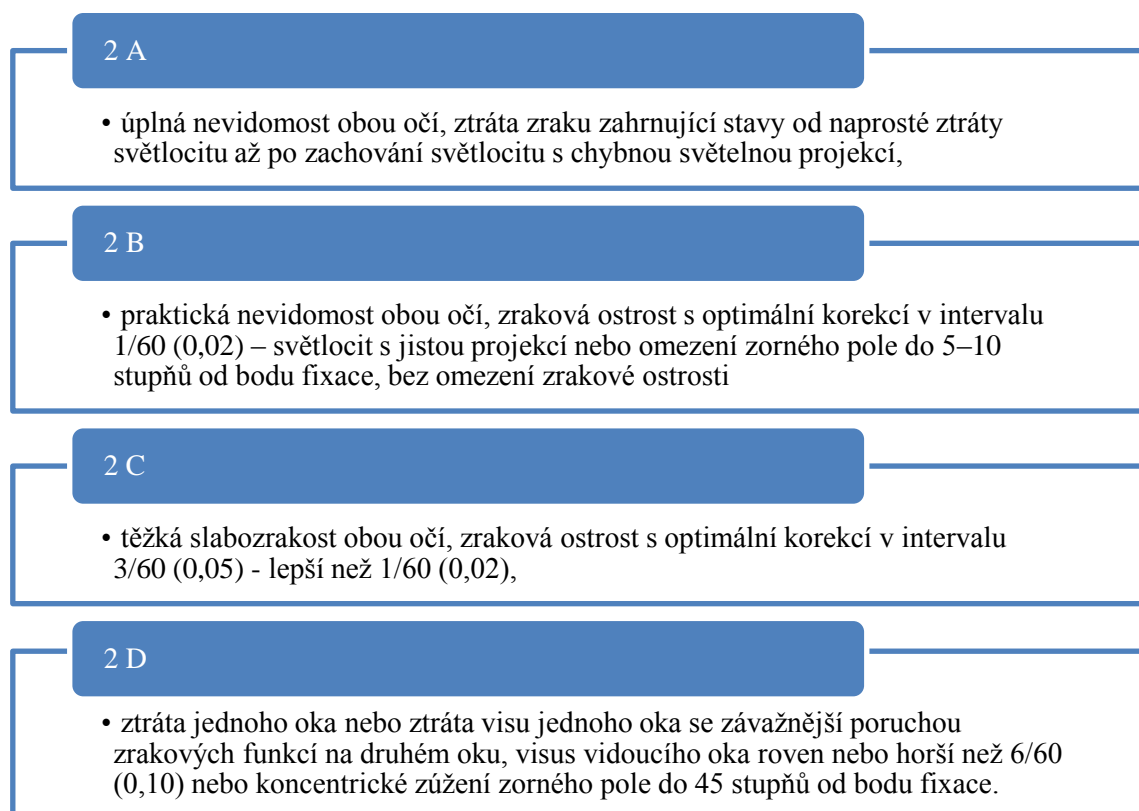 2 A
• úplná nevidomost obou očí, ztráta zraku zahrnující stavy od naprosté ztráty
světlocitu až po zachování světlocitu s chybnou světelnou projekcí,
2 B
• praktická nevidomost obou očí, zraková ostrost s optimální korekcí v intervalu
1/60 (0,02) – světlocit s jistou projekcí nebo omezení zorného pole do 5–10
stupňů od bodu fixace, bez omezení zrakové ostrosti
2 C
• těžká slabozrakost obou očí, zraková ostrost s optimální korekcí v intervalu
3/60 (0,05) - lepší než 1/60 (0,02),
2 D
• ztráta jednoho oka nebo ztráta visu jednoho oka se závažnější poruchou
zrakových funkcí na druhém oku, visus vidoucího oka roven nebo horší než 6/60
(0,10) nebo koncentrické zúžení zorného pole do 45 stupňů od bodu fixace.